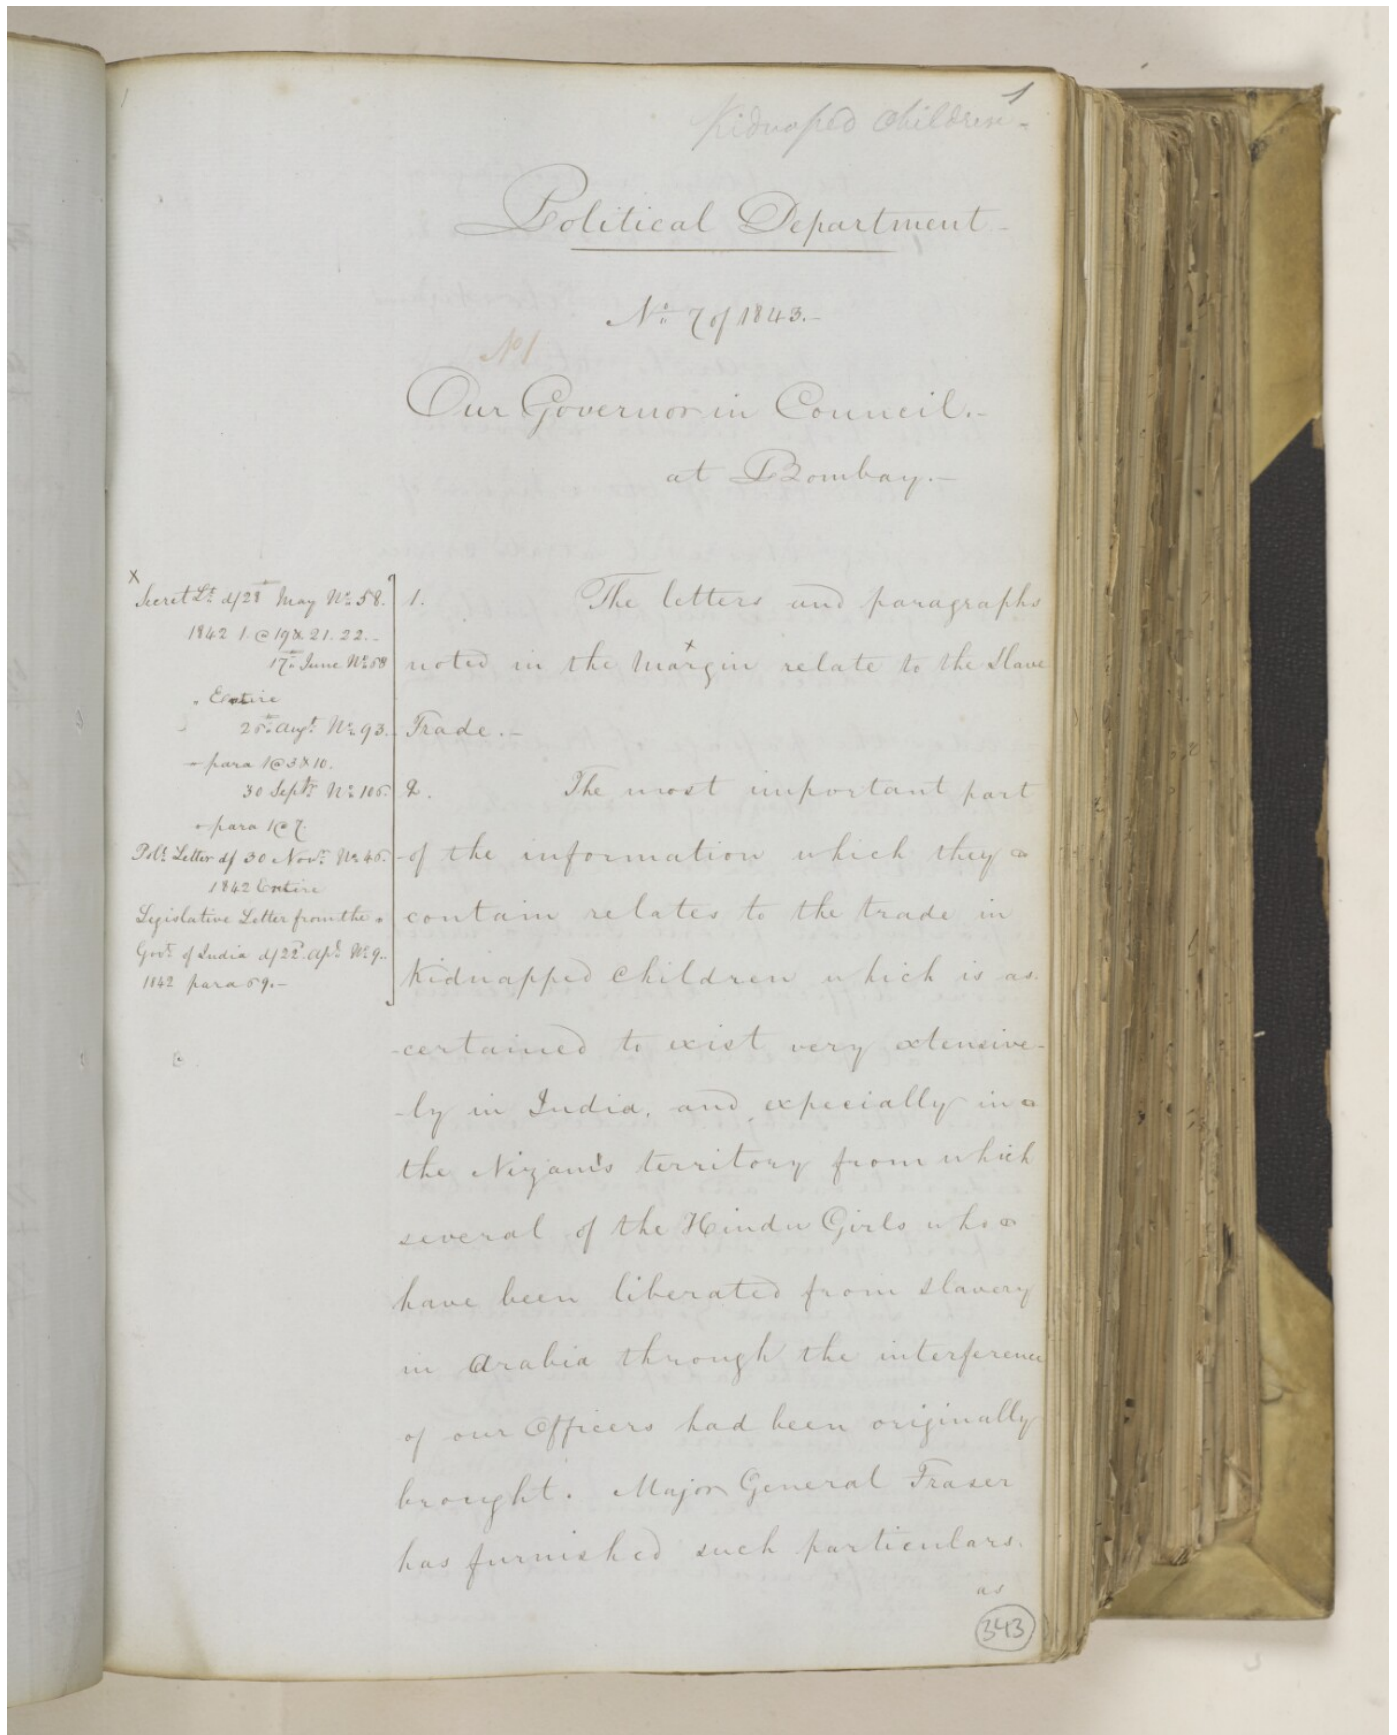 1
Kidnaped Children-
Political Department-
No. 7 of 1843.-
No 1
Our Governor in Council.-
at Bombay.-
x
Secret Lr. d/28th May No. 58.
1842 1.@19& 21. 22.-
17th June No. 58
" Entire
25th Augt. No. 93.
- para 1@3&10.
30 Septr. No. 106.
" para 1@7.
Pol: Letter d/ 30 Novr. No. 46.
1842 Entire
Legislative Letter from the
Govt. of India d/22d. Apl. No. 9.
1842 para 59.-
1. The letters and paragraphs
noted in the margin x relate to the Slave
Trade.-
2. The most important part
of the information which they
contain relates to the trade in
Kidnapped Children which is as-
-certained to exist very extensive-
-ly in India, and expecially in
the Nizam's territory from which
several of the Hindu Girls who
have been liberated from slavery
in Arabia through the interference
of our Officers had been originally
brought. Major General Fraser
has furnished such particulars.
as
343